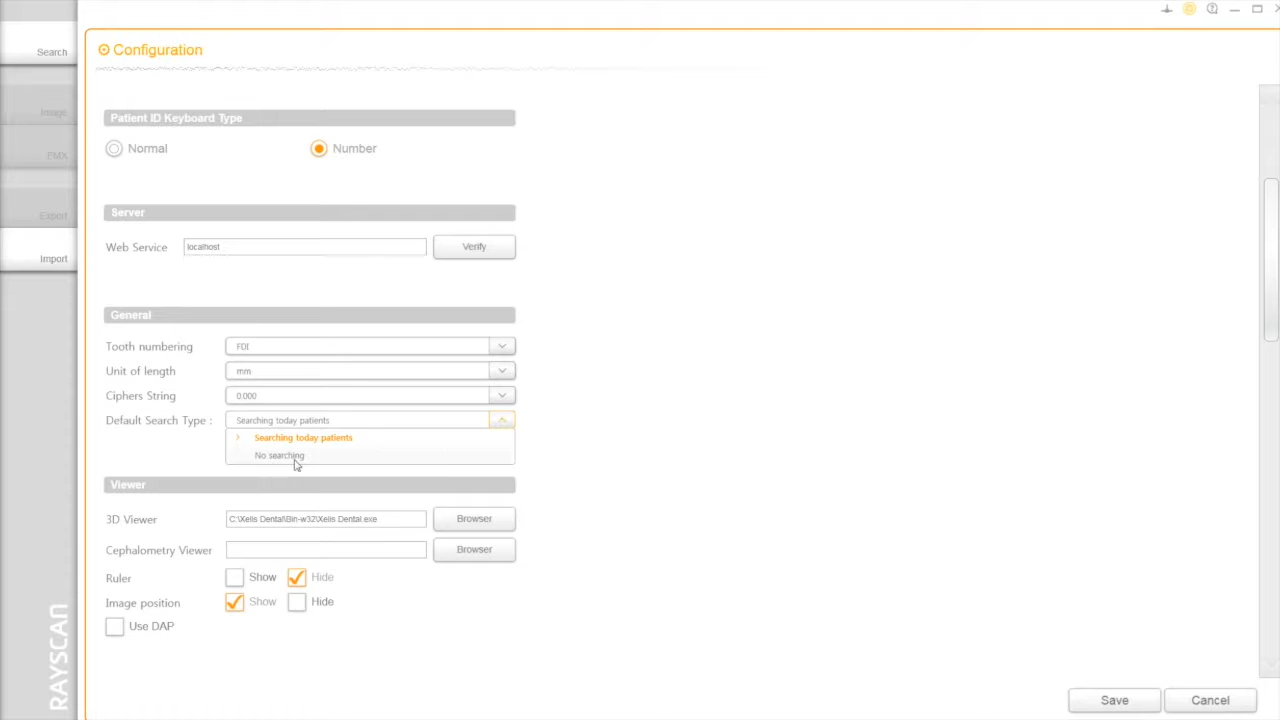 Search
Image
FMX
Export
Import
RAYSCAN
Configuration
Patient ID Keyboard Type
Normal
Number
Server
Web Service
localhost
Verify
General
Tooth numbering
FDI
Unit of length
mm
Ciphers String
0.000
Default Search Type :
Searching today patients
Searching today patients
No searching
Viewer
3D Viewer
C:\Xelis Dental\Bin-w32\Xelis Dental.exe
Browser
Cephalometry Viewer
Browser
Ruler
Show
Hide
Image position
Show
Hide
Use DAP
Save
Cancel